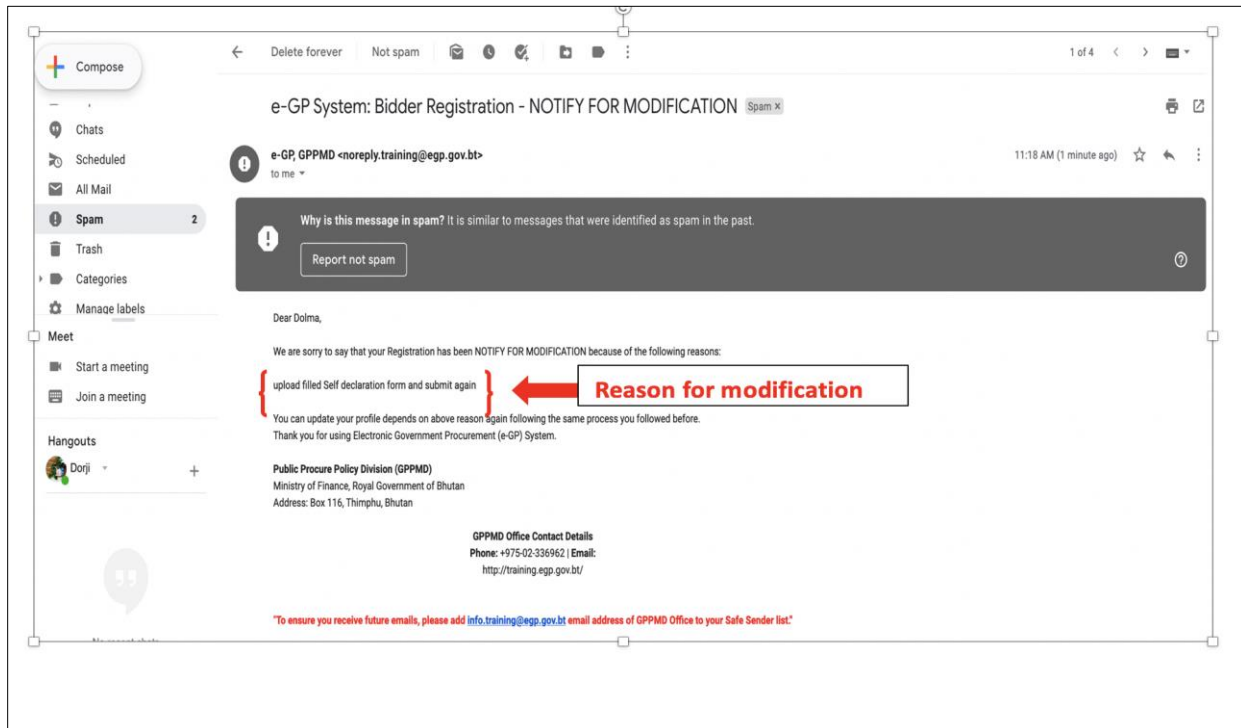 Compose
Delete forever Not spam 1 of 4
e-GP System: Bidder Registration - NOTIFY FOR MODIFICATION Spam x
Chats
Scheduled
All Mail
Spam 2
Trash
Categories
Manage labels
e-GP, GPPMD <noreply.training@egp.gov.bt> 11:18 AM (1 minute ago)
to me
Why is this message in spam? It is similar to messages that were identified as spam in the past.
Report not spam
Meet
Start a meeting
Join a meeting
Hangouts
Dorji
Dear Dolma,
We are sorry to say that your Registration has been NOTIFY FOR MODIFICATION because of the following reasons:
upload filled Self declaration form and submit again
Reason for modification
You can update your profile depends on above reason again following the same process you followed before.
Thank you for using Electronic Government Procurement (e-GP) System.
Public Procure Policy Division (GPPMD)
Ministry of Finance, Royal Government of Bhutan
Address: Box 116, Thimphu, Bhutan
GPPMD Office Contact Details
Phone: +975-02-336962 | Email:
http://training.egp.gov.bt/
"To ensure you receive future emails, please add info.training@egp.gov.bt email address of GPPMD Office to your Safe Sender list."